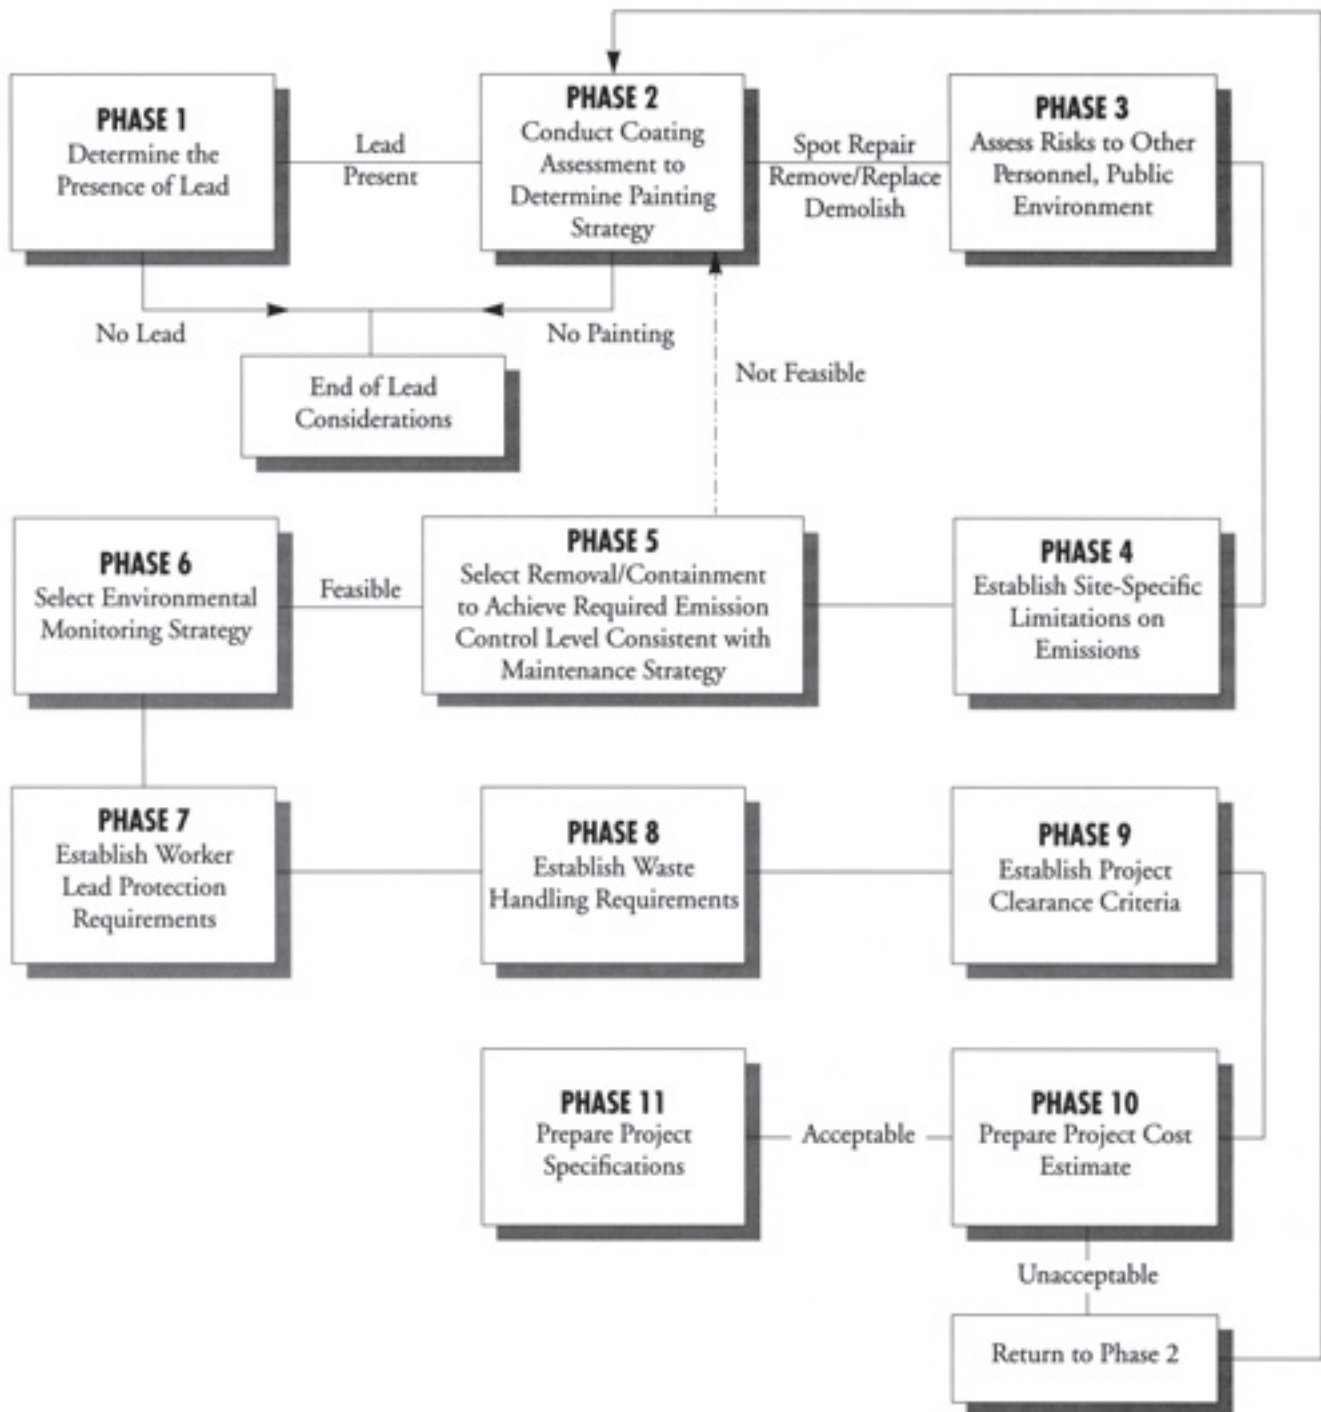 PHASE 1
Determine the
Presence of Lead
Lead
Present
PHASE 2
Conduct Coating
Assessment to
Determine Painting
Strategy
Spot Repair
Remove/Replace
Demolish
PHASE 3
Assess Risks to Other
Personnel, Public
Environment
No Lead
No Painting
End of Lead
Considerations
Not Feasible
PHASE 6
Select Environmental
Monitoring Strategy
Feasible
PHASE 5
Select Removal/Containment
to Achieve Required Emission
Control Level Consistent with
Maintenance Strategy
PHASE 4
Establish Site-Specific
Limitations on
Emissions
PHASE 7
Establish Worker
Lead Protection
Requirements
PHASE 8
Establish Waste
Handling Requirements
PHASE 9
Establish Project
Clearance Criteria
PHASE 11
Prepare Project
Specifications
Acceptable
PHASE 10
Prepare Project Cost
Estimate
Unacceptable
Return to Phase 2